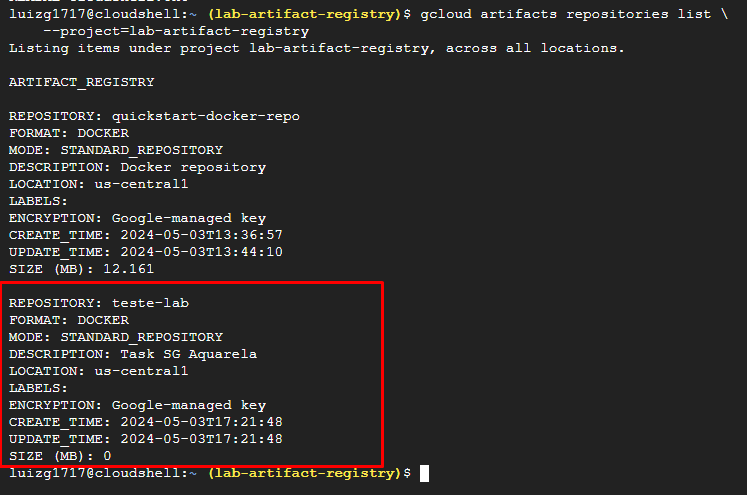 luizg1717@cloudshell:~ (lab-artifact-registry)$ gcloud artifacts repositories list \
    --project=lab-artifact-registry
Listing items under project lab-artifact-registry, across all locations.

ARTIFACT_REGISTRY

REPOSITORY: quickstart-docker-repo
FORMAT: DOCKER
MODE: STANDARD_REPOSITORY
DESCRIPTION: Docker repository
LOCATION: us-central1
LABELS:
ENCRYPTION: Google-managed key
CREATE_TIME: 2024-05-03T13:36:57
UPDATE_TIME: 2024-05-03T13:44:10
SIZE (MB): 12.161

REPOSITORY: teste-lab
FORMAT: DOCKER
MODE: STANDARD_REPOSITORY
DESCRIPTION: Task SG Aquarela
LOCATION: us-central1
LABELS:
ENCRYPTION: Google-managed key
CREATE_TIME: 2024-05-03T17:21:48
UPDATE_TIME: 2024-05-03T17:21:48
SIZE (MB): 0
luizg1717@cloudshell:~ (lab-artifact-registry)$